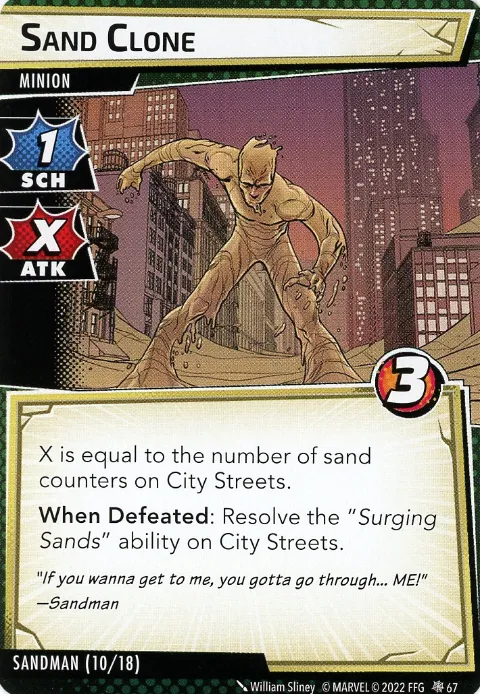 SAND CLONE
MINION
1
SCH
X
ATK
3
X is equal to the number of sand
counters on City Streets.
When Defeated: Resolve the "Surging
Sands" ability on City Streets.
"If you wanna get to me, you gotta go through... ME!"
—Sandman
SANDMAN (10/18)
William Sliney © MARVEL © 2022 FFG 67